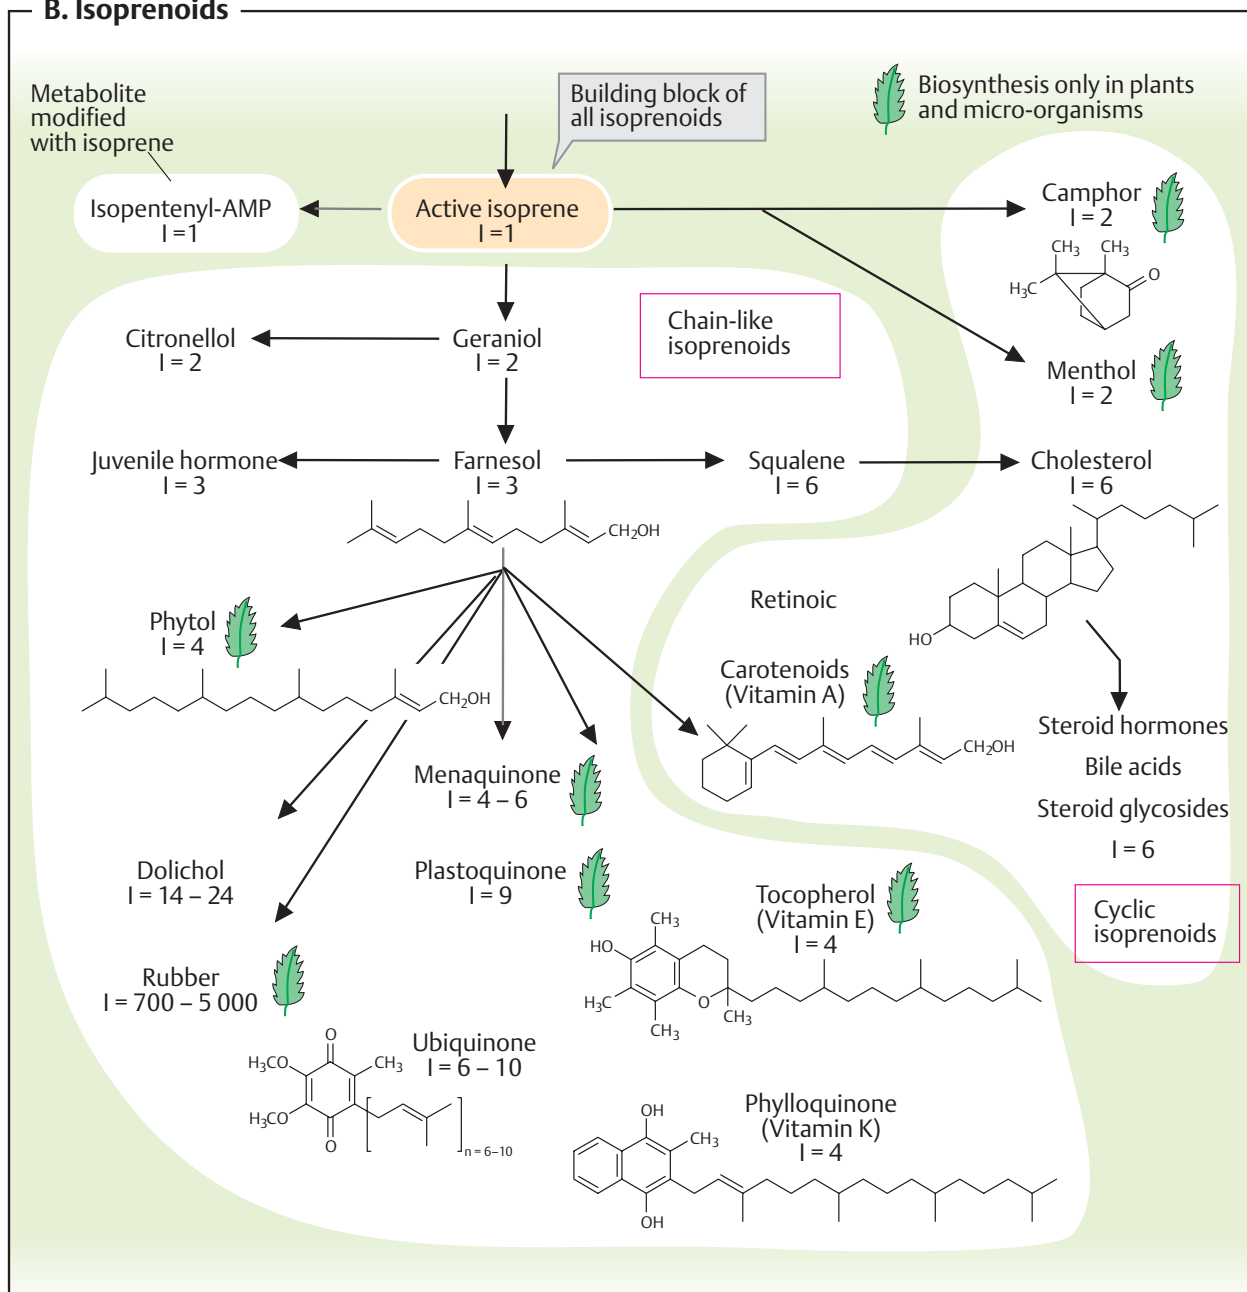 B. Isoprenoids
Metabolite
modified
with isoprene
Building block of
all isoprenoids
Biosynthesis only in plants
and micro-organisms
Isopentenyl-AMP
I =1
Active isoprene
I =1
Camphor
I = 2
CH₃
CH₃
H₃C
O
Chain-like
isoprenoids
Citronellol
I = 2
Geraniol
I = 2
Menthol
I = 2
Juvenile hormone
I = 3
Farnesol
I = 3
Squalene
I = 6
Cholesterol
I = 6
CH₂OH
HO
Retinoic
Phytol
I = 4
CH₂OH
Carotenoids
(Vitamin A)
CH₂OH
Steroid hormones
Bile acids
Steroid glycosides
I = 6
Menaquinone
I = 4 – 6
Dolichol
I = 14 – 24
Plastoquinone
I = 9
Tocopherol
(Vitamin E)
I = 4
CH₃
HO
H₃C
O
CH₃
CH₃
Cyclic
isoprenoids
Rubber
I = 700 – 5 000
Ubiquinone
I = 6 – 10
O
H₃CO
CH₃
H₃CO
O
n = 6–10
Phylloquinone
(Vitamin K)
I = 4
OH
CH₃
OH